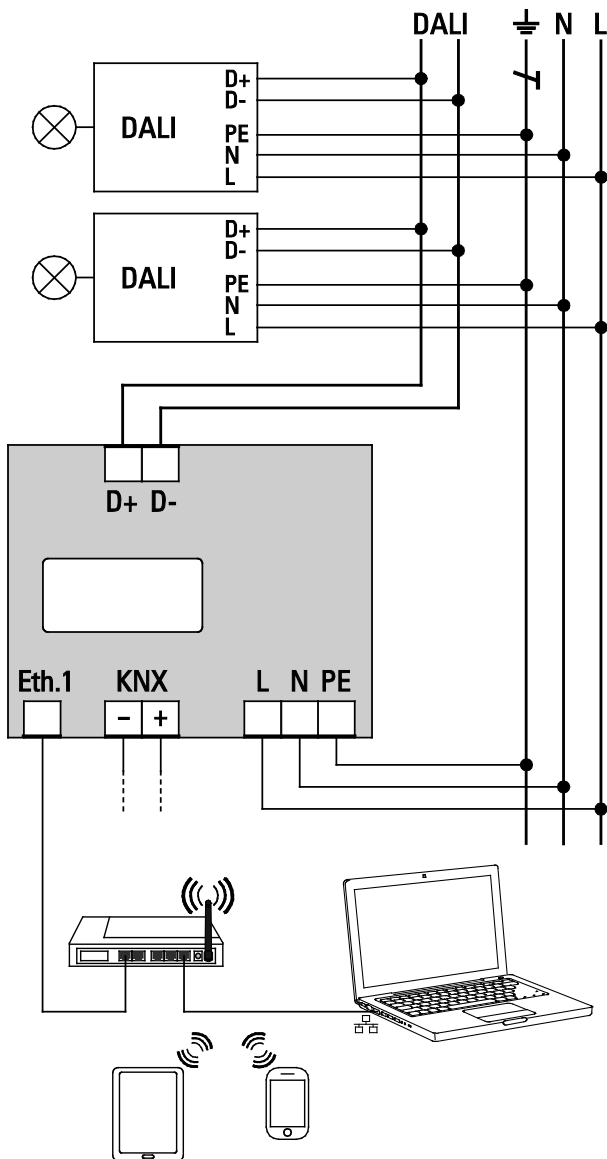 DALI N L
D+
D-
DALI
PE
N
L
D+
D-
DALI
PE
N
L
D+ D-
Eth.1 KNX L N PE
- +